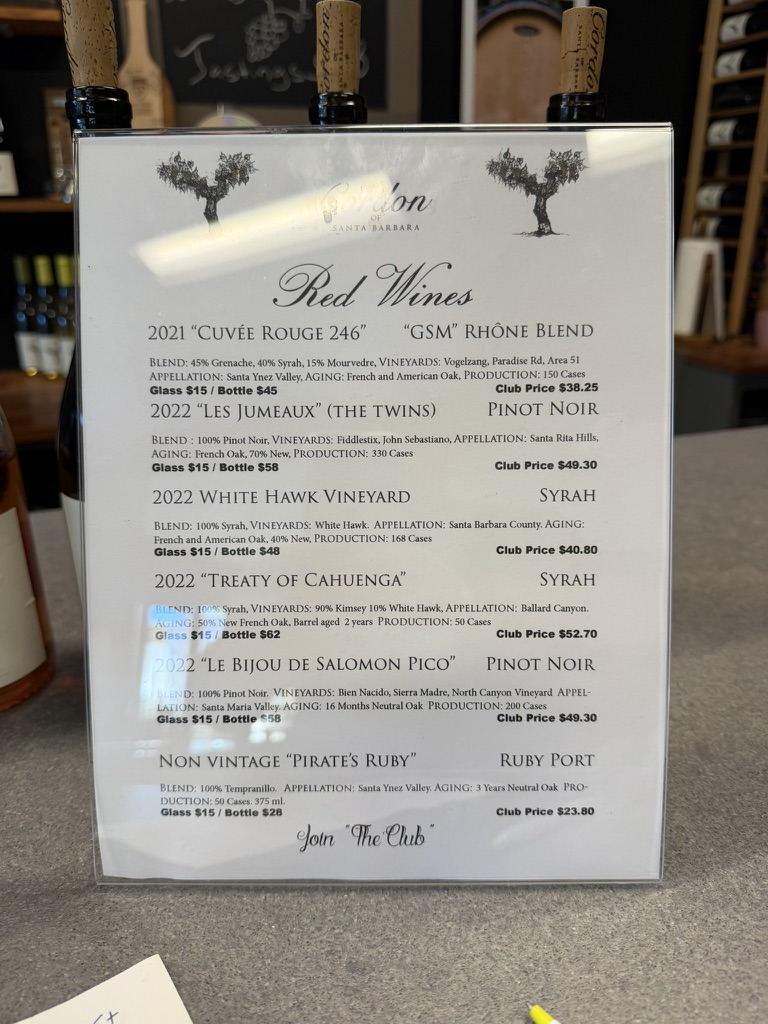 Tastings
Gordon
OF
SANTA BARBARA
Red Wines
2021 “CUVÉE ROUGE 246” “GSM” RHÔNE BLEND
BLEND: 45% Grenache, 40% Syrah, 15% Mourvedre, VINEYARDS: Vogelzang, Paradise Rd, Area 51
APPELLATION: Santa Ynez Valley, AGING: French and American Oak, PRODUCTION: 150 Cases
Glass $15 / Bottle $45 Club Price $38.25
2022 “LES JUMEAUX” (THE TWINS) PINOT NOIR
BLEND : 100% Pinot Noir, VINEYARDS: Fiddlestix, John Sebastiano, APPELLATION: Santa Rita Hills,
AGING: French Oak, 70% New, PRODUCTION: 330 Cases
Glass $15 / Bottle $58 Club Price $49.30
2022 WHITE HAWK VINEYARD SYRAH
BLEND: 100% Syrah, VINEYARDS: White Hawk. APPELLATION: Santa Barbara County. AGING:
French and American Oak, 40% New, PRODUCTION: 168 Cases
Glass $15 / Bottle $48 Club Price $40.80
2022 “TREATY OF CAHUENGA” SYRAH
BLEND: 100% Syrah, VINEYARDS: 90% Kimsey 10% White Hawk, APPELLATION: Ballard Canyon.
AGING: 50% New French Oak, Barrel aged 2 years PRODUCTION: 50 Cases
Glass $15 / Bottle $62 Club Price $52.70
2022 “LE BIJOU DE SALOMON PICO” PINOT NOIR
BLEND: 100% Pinot Noir. VINEYARDS: Bien Nacido, Sierra Madre, North Canyon Vineyard APPEL-
LATION: Santa Maria Valley. AGING: 16 Months Neutral Oak PRODUCTION: 200 Cases
Glass $15 / Bottle $58 Club Price $49.30
NON VINTAGE “PIRATE’S RUBY” RUBY PORT
BLEND: 100% Tempranillo. APPELLATION: Santa Ynez Valley. AGING: 3 Years Neutral Oak PRO-
DUCTION: 50 Cases. 375 ml.
Glass $15 / Bottle $28 Club Price $23.80
Join "The Club"